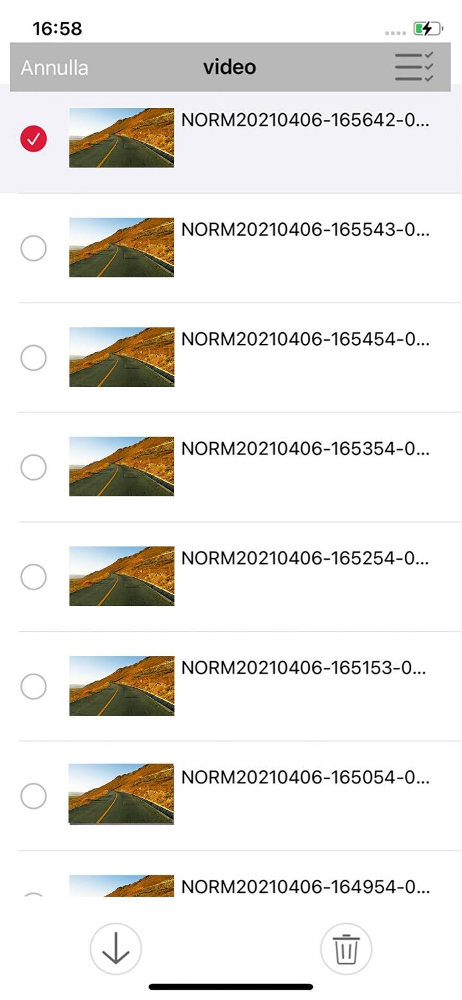 16:58
Annulla video
NORM20210406-165642-0...
NORM20210406-165543-0...
NORM20210406-165454-0...
NORM20210406-165354-0...
NORM20210406-165254-0...
NORM20210406-165153-0...
NORM20210406-165054-0...
NORM20210406-164954-0...